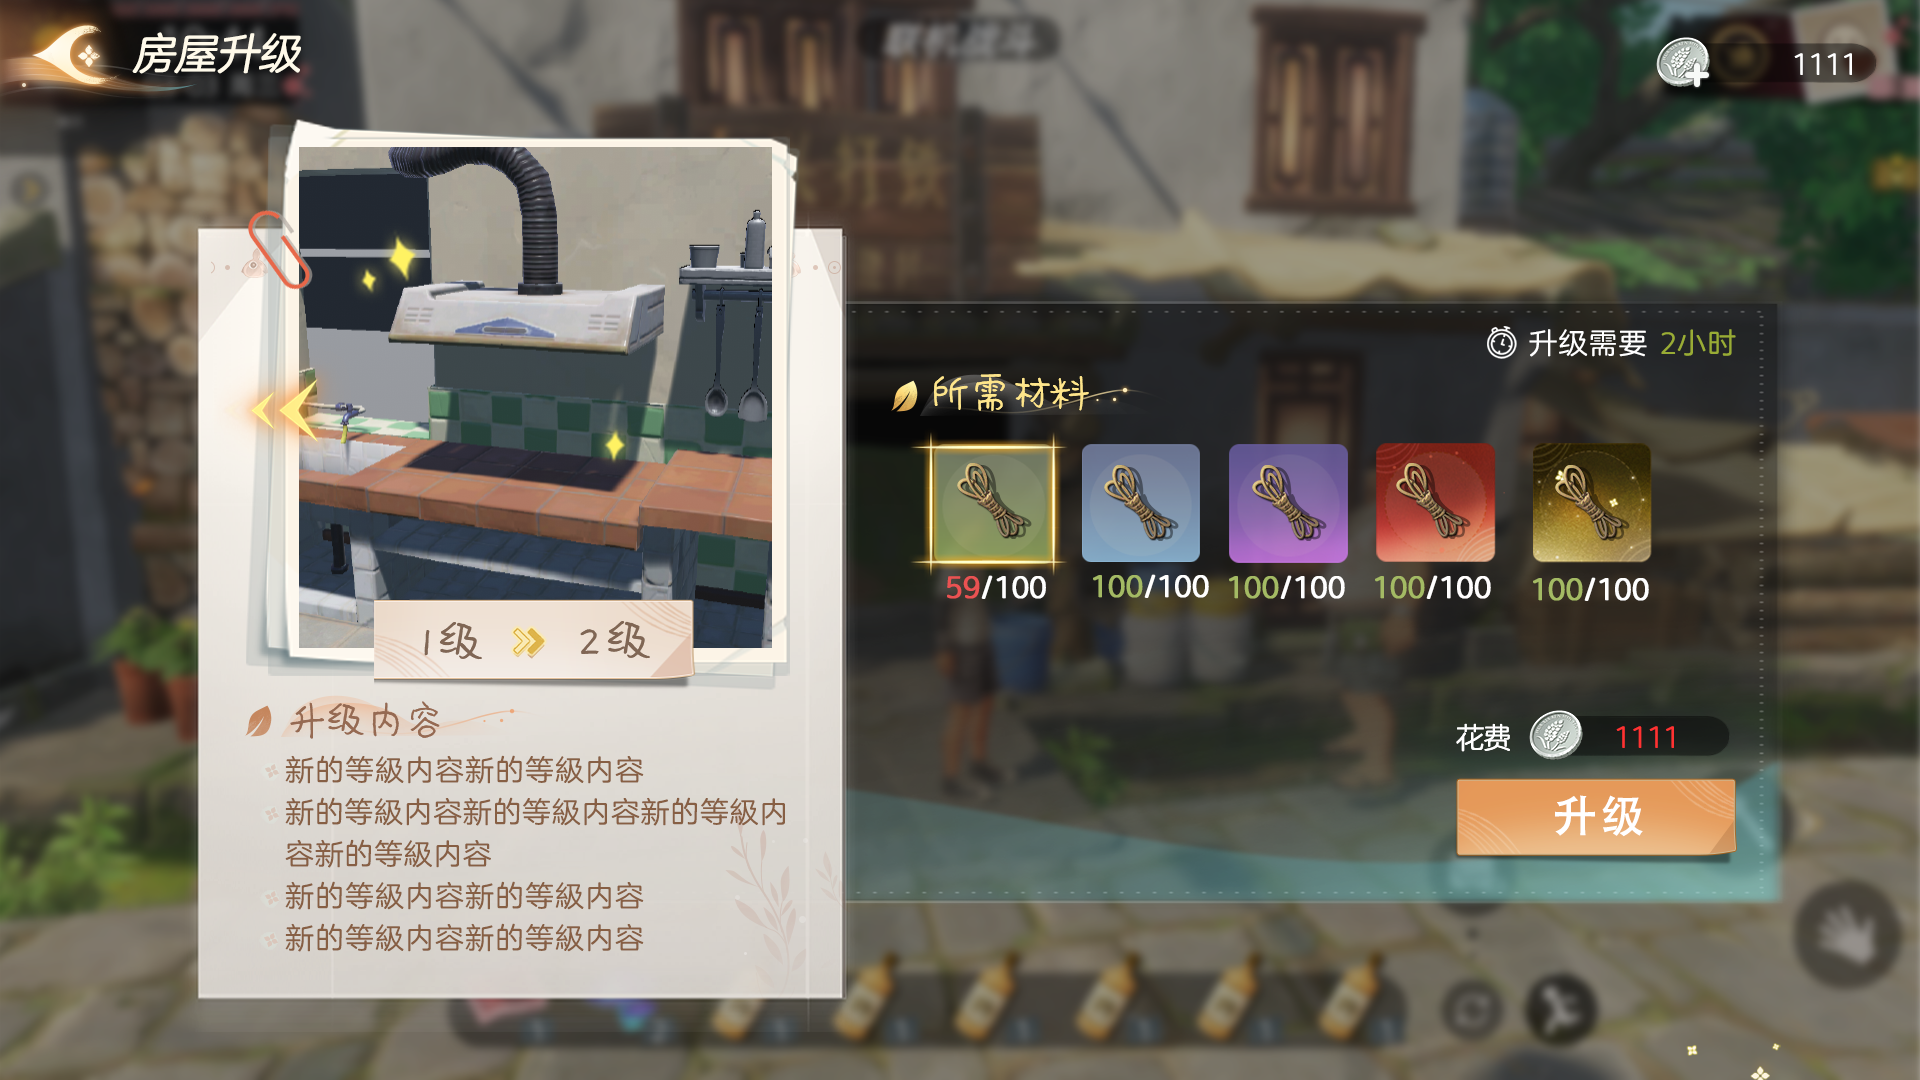 房屋升级
1111
升级需要 2小时
所需材料
59/100
100/100
100/100
100/100
100/100
1级
2级
升级内容
新的等級内容新的等級内容
新的等級内容新的等級内容新的等級内
容新的等級内容
新的等級内容新的等級内容
新的等級内容新的等級内容
花费 1111
升级